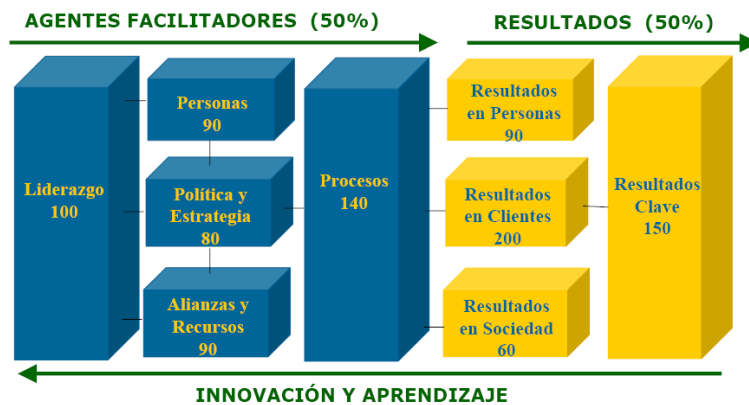 AGENTES FACILITADORES (50%)
RESULTADOS (50%)
Liderazgo
100
Personas
90
Política y
Estrategia
80
Alianzas y
Recursos
90
Procesos
140
Resultados
en Personas
90
Resultados
en Clientes
200
Resultados
en Sociedad
60
Resultados
Clave
150
INNOVACIÓN Y APRENDIZAJE